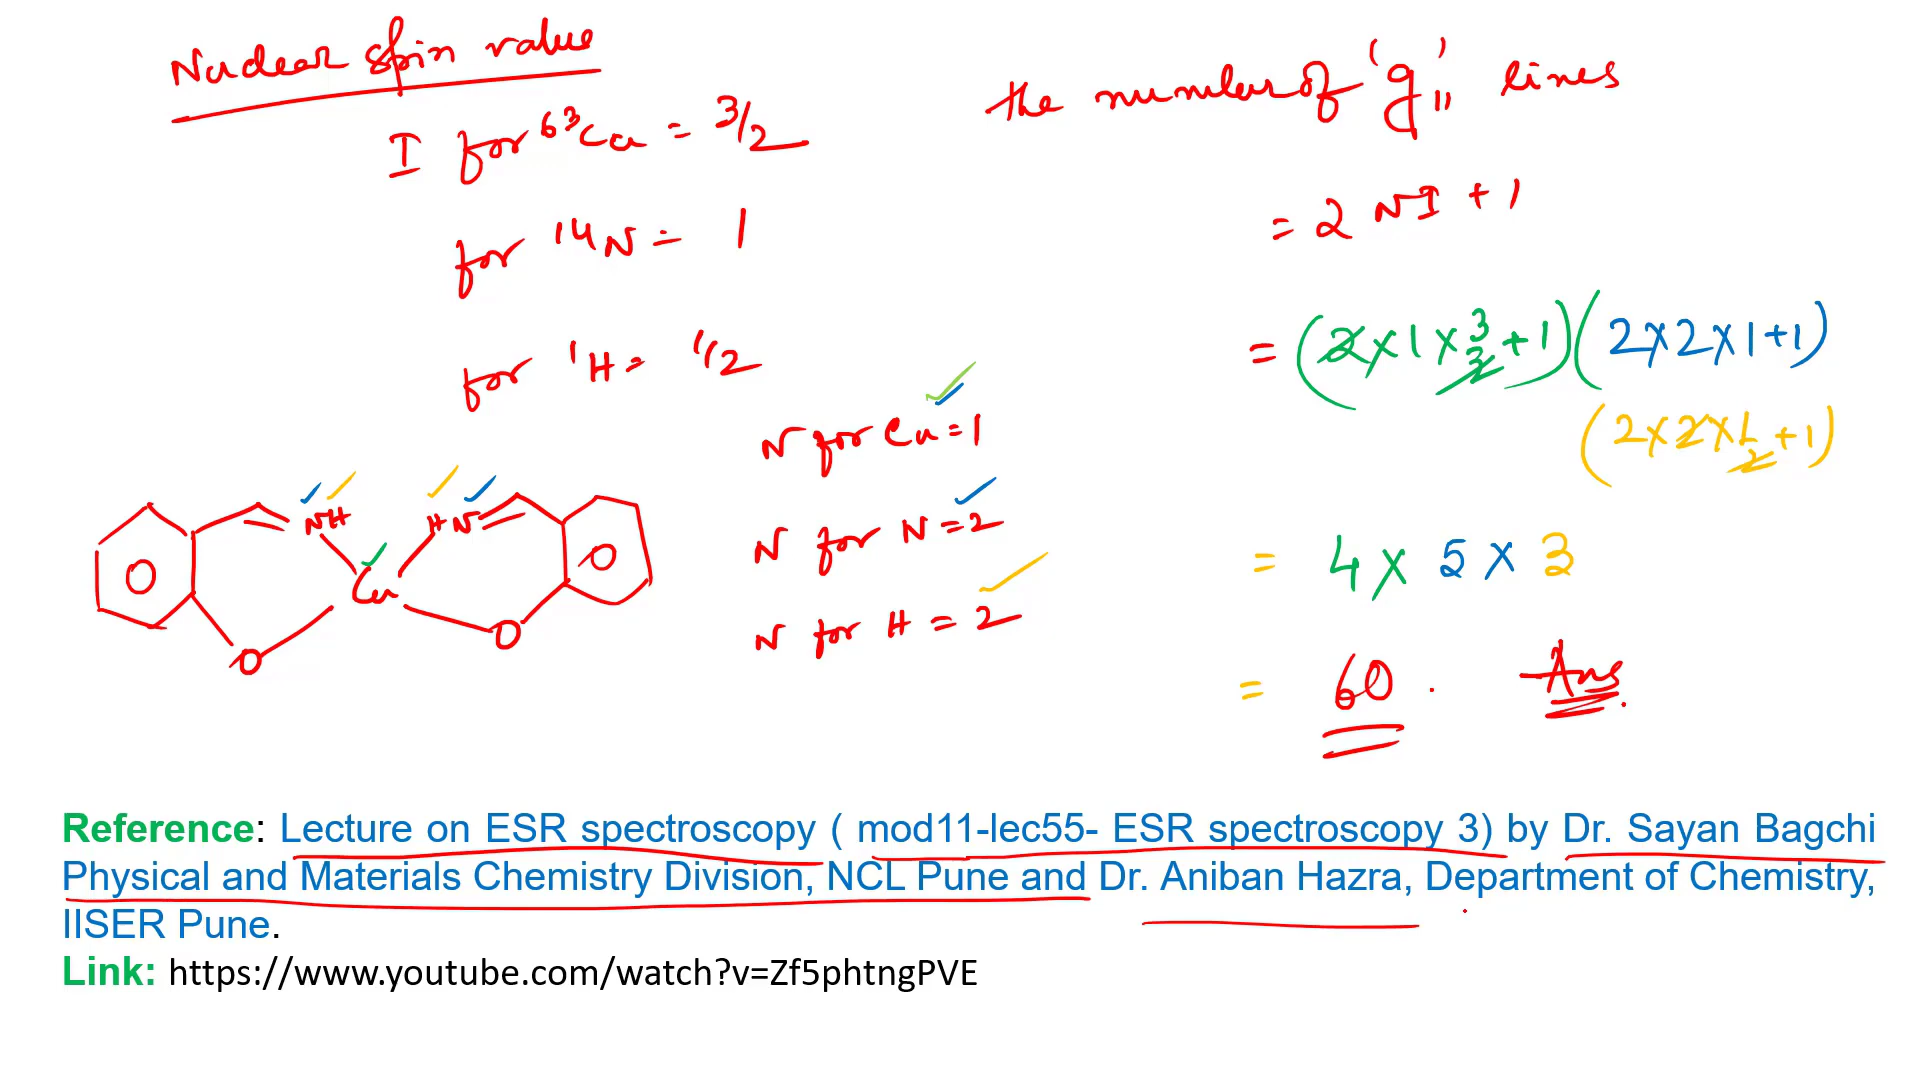 Nuclear spin value
I for ⁶³Cu = 3/2
for ¹⁴N = 1
for ¹H = 1/2
NH HN
Cu
O O
O O
N for Cu = 1
N for N = 2
N for H = 2
the number of 'g'ıı lines
= 2 NI + 1
= (2×1×3/2+1)(2×2×1+1)
(2×2×1/2+1)
= 4 × 5 × 3
= 60. Ans.
Reference: Lecture on ESR spectroscopy ( mod11-lec55- ESR spectroscopy 3) by Dr. Sayan Bagchi
Physical and Materials Chemistry Division, NCL Pune and Dr. Aniban Hazra, Department of Chemistry,
IISER Pune.
Link: https://www.youtube.com/watch?v=Zf5phtngPVE